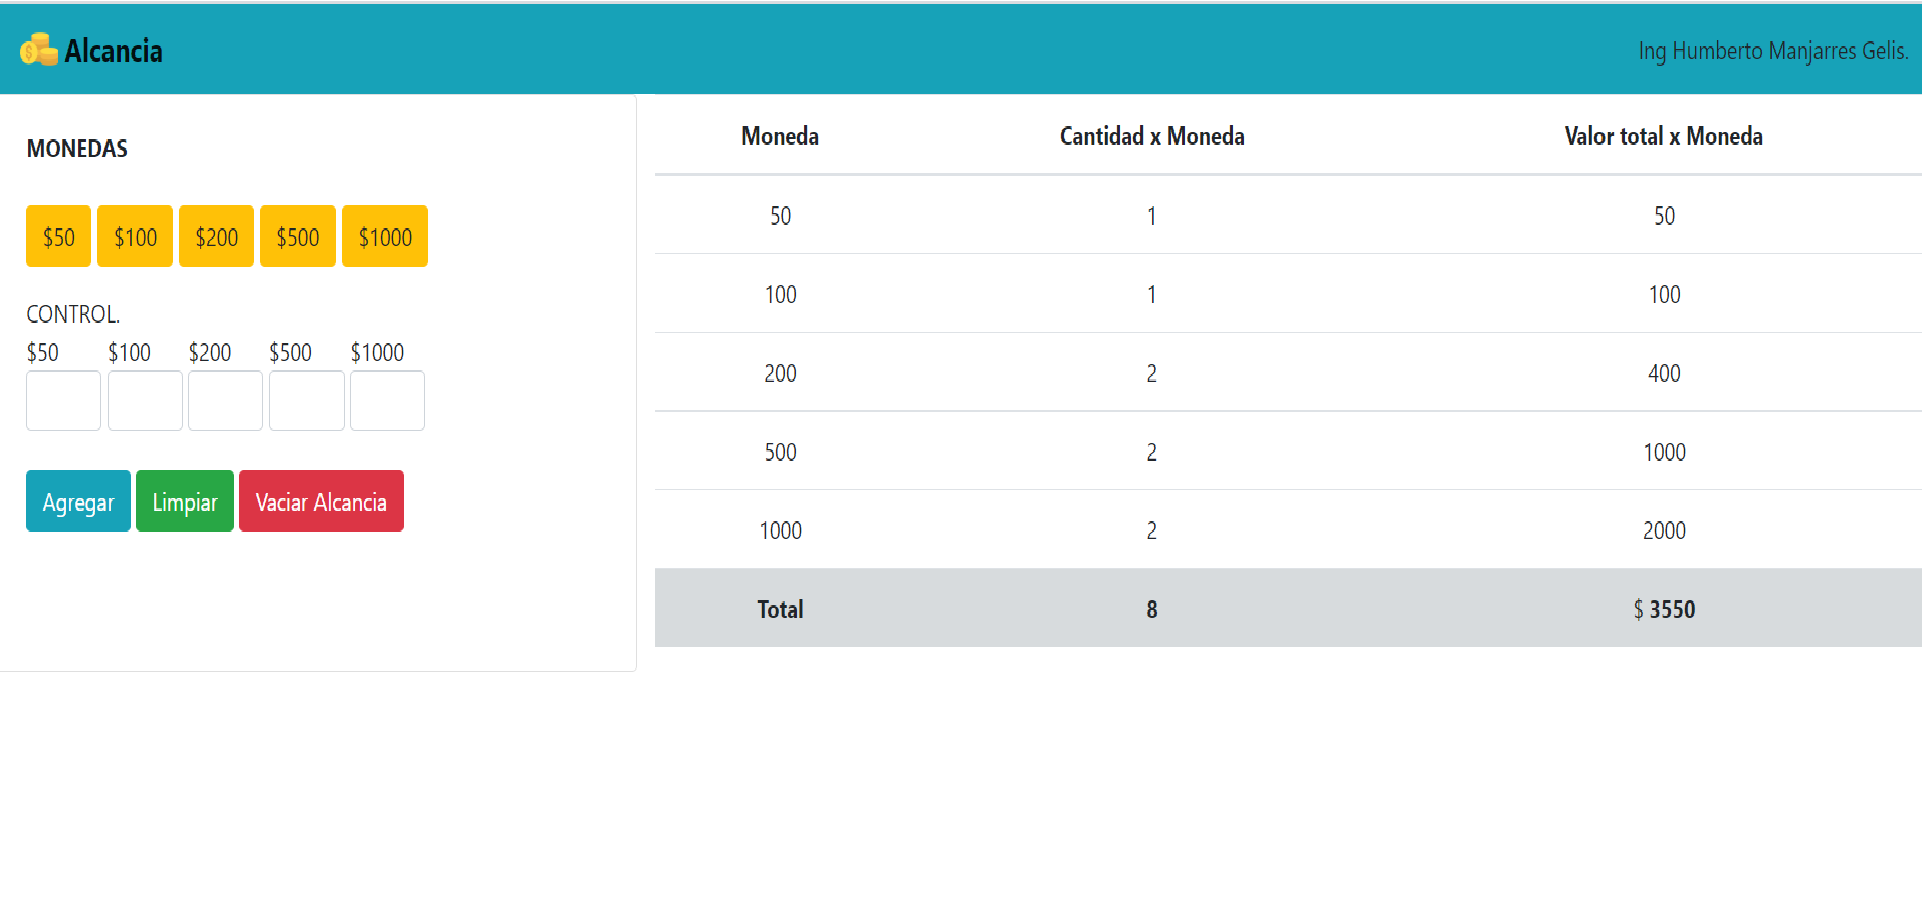 Alcancia
Ing Humberto Manjarres Gelis.
MONEDAS
$50 $100 $200 $500 $1000
CONTROL.
$50 $100 $200 $500 $1000
Agregar Limpiar Vaciar Alcancia
Moneda Cantidad x Moneda Valor total x Moneda
50 1 50
100 1 100
200 2 400
500 2 1000
1000 2 2000
Total 8 $ 3550